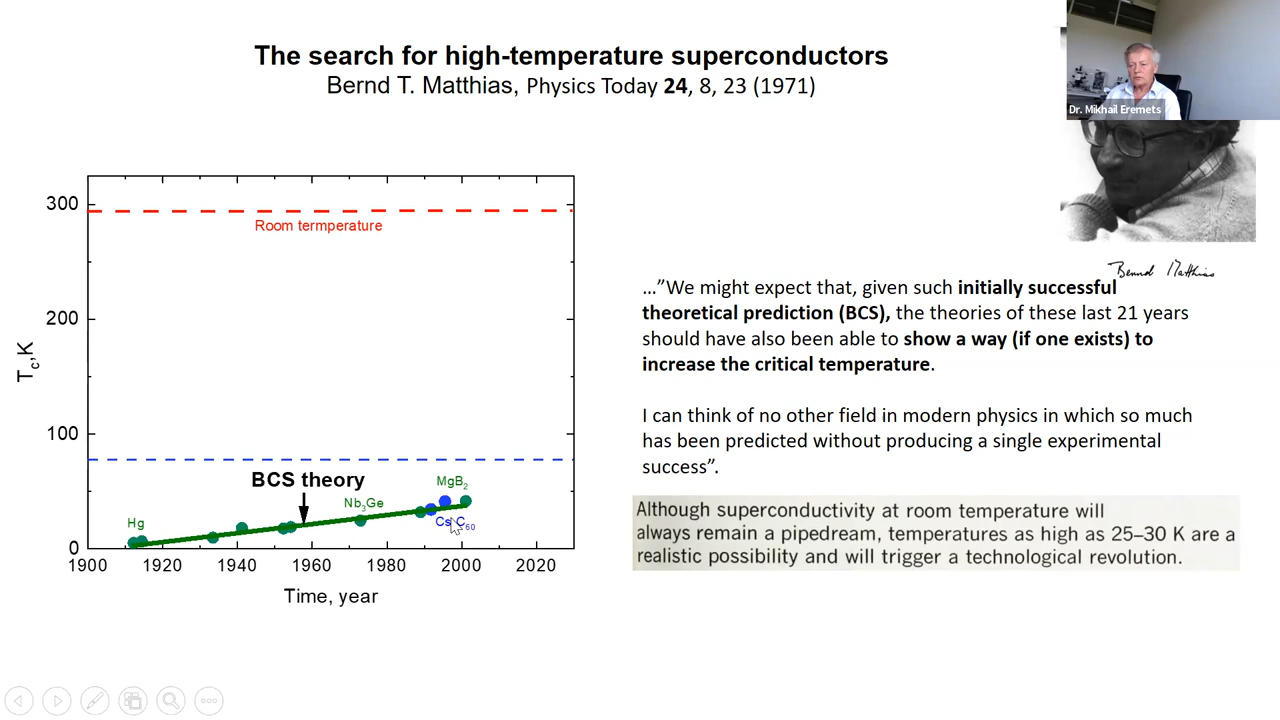 The search for high-temperature superconductors
Bernd T. Matthias, Physics Today 24, 8, 23 (1971)
Dr. Mikhail Eremets
Bernd Matthias
300
200
100
0
Tc,K
Room termperature
BCS theory
Hg
Nb3Ge
MgB2
Cs C60
1900 1920 1940 1960 1980 2000 2020
Time, year
…”We might expect that, given such initially successful
theoretical prediction (BCS), the theories of these last 21 years
should have also been able to show a way (if one exists) to
increase the critical temperature.
I can think of no other field in modern physics in which so much
has been predicted without producing a single experimental
success”.
Although superconductivity at room temperature will
always remain a pipedream, temperatures as high as 25–30 K are a
realistic possibility and will trigger a technological revolution.